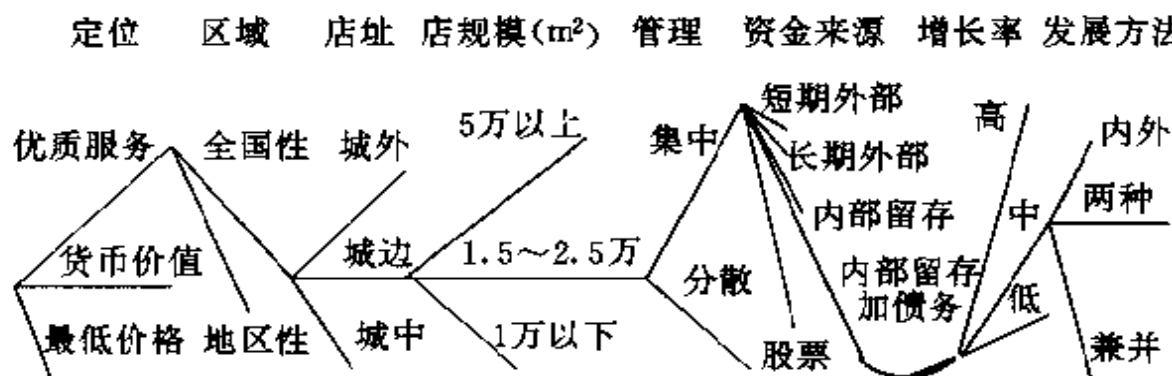 定位 区域 店址 店规模(m²) 管理 资金来源 增长率 发展方法
优质服务 全国性 城外 5万以上 集中 短期外部 高 内外
长期外部
货币价值 城边 1.5～2.5万 分散 内部留存 中 两种
内部留存
加债务 低
最低价格 地区性 城中 1万以下 股票 兼并